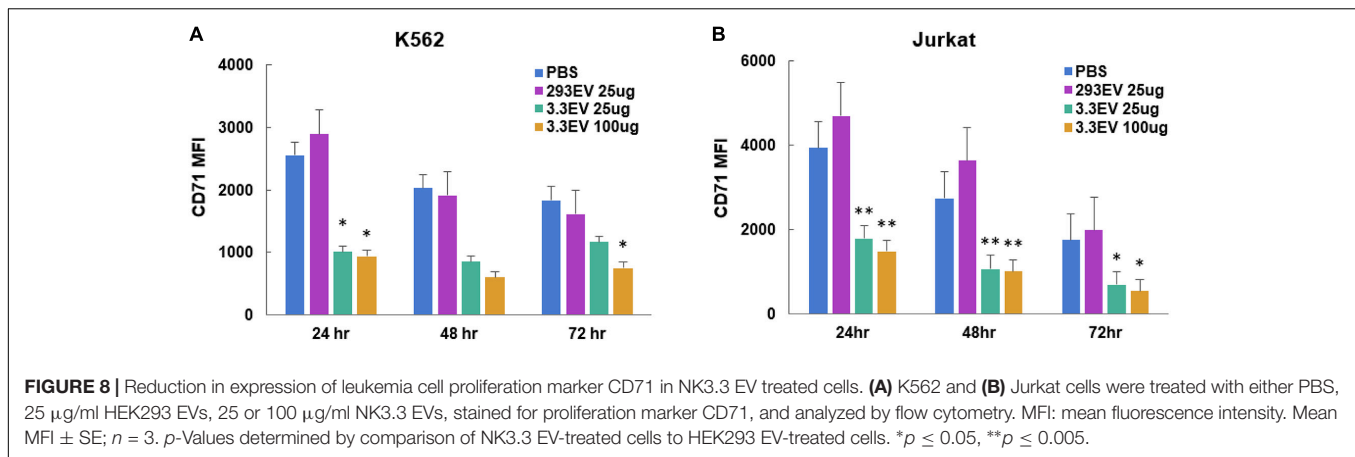 A
K562
4000
3000
2000
1000
0
CD71 MFI
PBS
293EV 25ug
3.3EV 25ug
3.3EV 100ug
* *
*
24 hr 48 hr 72 hr
B
Jurkat
6000
4000
2000
0
CD71 MFI
PBS
293EV 25ug
3.3EV 25ug
3.3EV 100ug
** **
** **
* *
24hr 48hr 72hr
FIGURE 8 | Reduction in expression of leukemia cell proliferation marker CD71 in NK3.3 EV treated cells. (A) K562 and (B) Jurkat cells were treated with either PBS,
25 μg/ml HEK293 EVs, 25 or 100 μg/ml NK3.3 EVs, stained for proliferation marker CD71, and analyzed by flow cytometry. MFI: mean fluorescence intensity. Mean
MFI ± SE; n = 3. p-Values determined by comparison of NK3.3 EV-treated cells to HEK293 EV-treated cells. *p ≤ 0.05, **p ≤ 0.005.